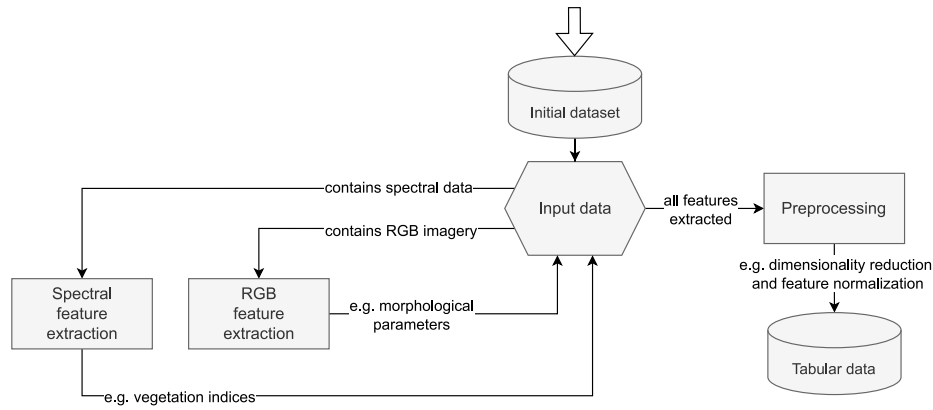 Initial dataset
contains spectral data
Input data
all features
extracted
Preprocessing
contains RGB imagery
e.g. dimensionality reduction
and feature normalization
Spectral
feature
extraction
RGB
feature
extraction
e.g. morphological
parameters
Tabular data
e.g. vegetation indices